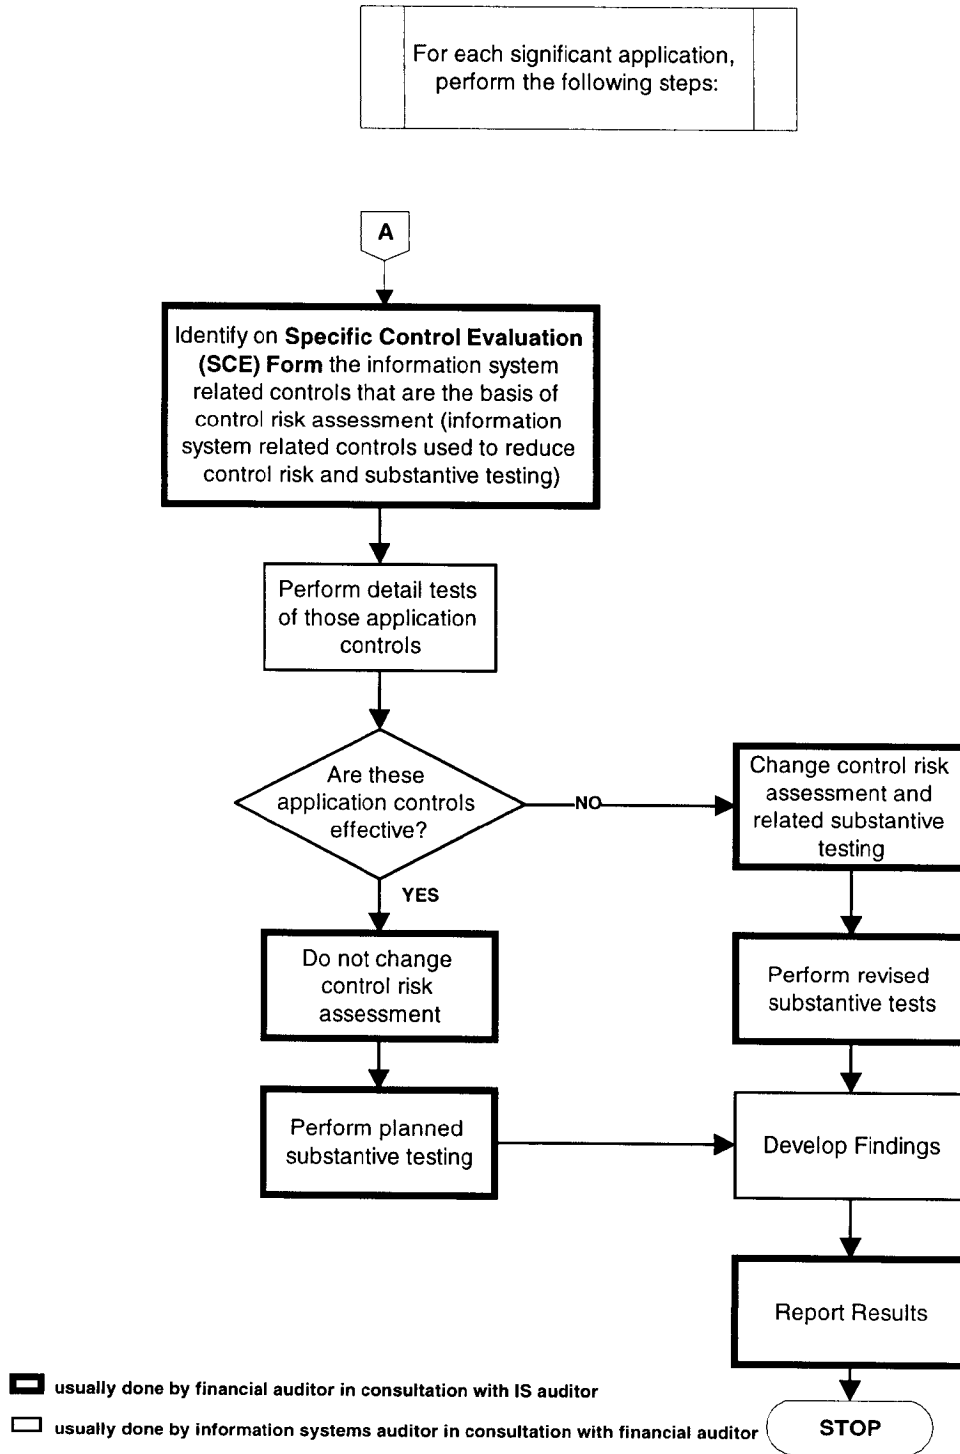 For each significant application,
perform the following steps:
A
Identify on Specific Control Evaluation
(SCE) Form the information system
related controls that are the basis of
control risk assessment (information
system related controls used to reduce
control risk and substantive testing)
Perform detail tests
of those application
controls
Are these
application controls
effective?
NO
Change control risk
assessment and
related substantive
testing
YES
Do not change
control risk
assessment
Perform revised
substantive tests
Perform planned
substantive testing
Develop Findings
Report Results
usually done by financial auditor in consultation with IS auditor
usually done by information systems auditor in consultation with financial auditor
STOP